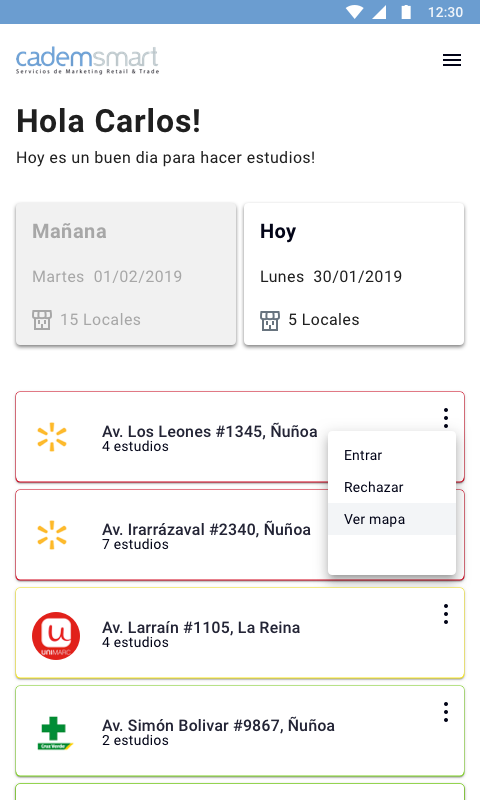 12:30
cademsmart
Servicios de Marketing Retail & Trade
Hola Carlos!
Hoy es un buen dia para hacer estudios!
Mañana
Martes 01/02/2019
15 Locales
Hoy
Lunes 30/01/2019
5 Locales
Av. Los Leones #1345, Ñuñoa
4 estudios
Entrar
Rechazar
Ver mapa
Av. Irarrázaval #2340, Ñuñoa
7 estudios
UNIMARC
Av. Larraín #1105, La Reina
4 estudios
Cruz Verde
Av. Simón Bolivar #9867, Ñuñoa
2 estudios